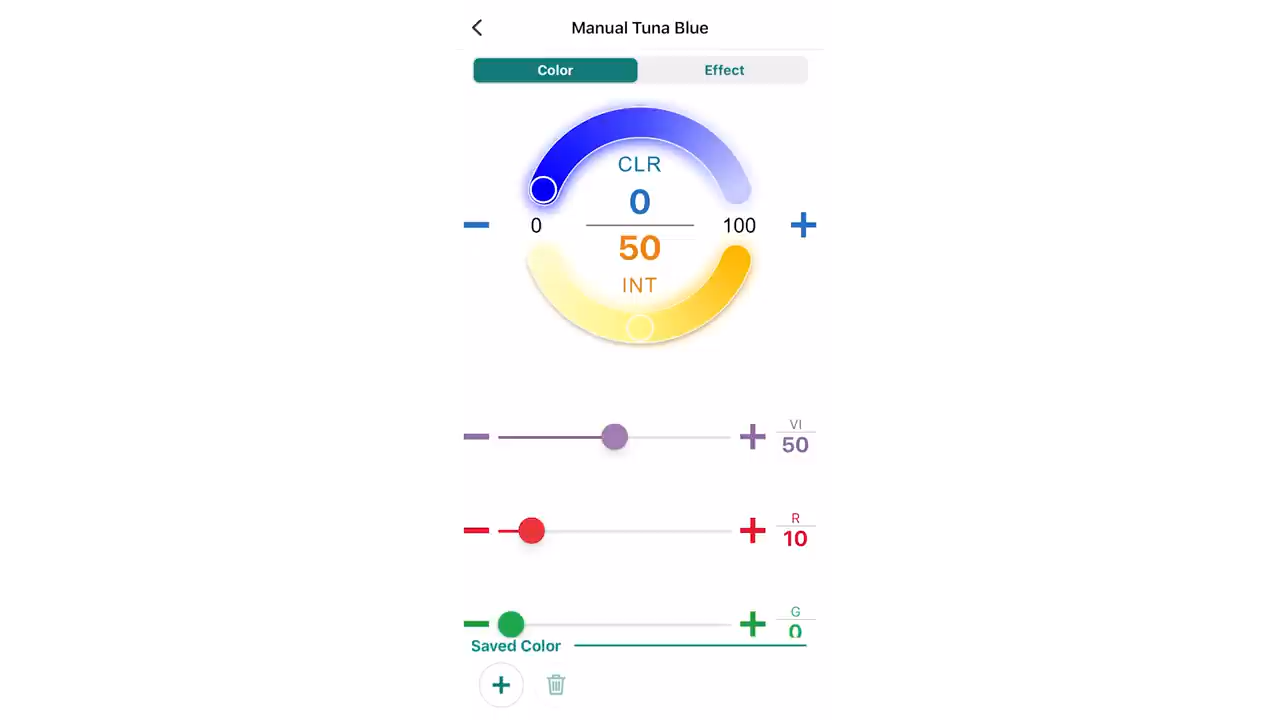 Manual Tuna Blue
Color
Effect
CLR
0
0
100
50
INT
VI
50
R
10
G
0
Saved Color